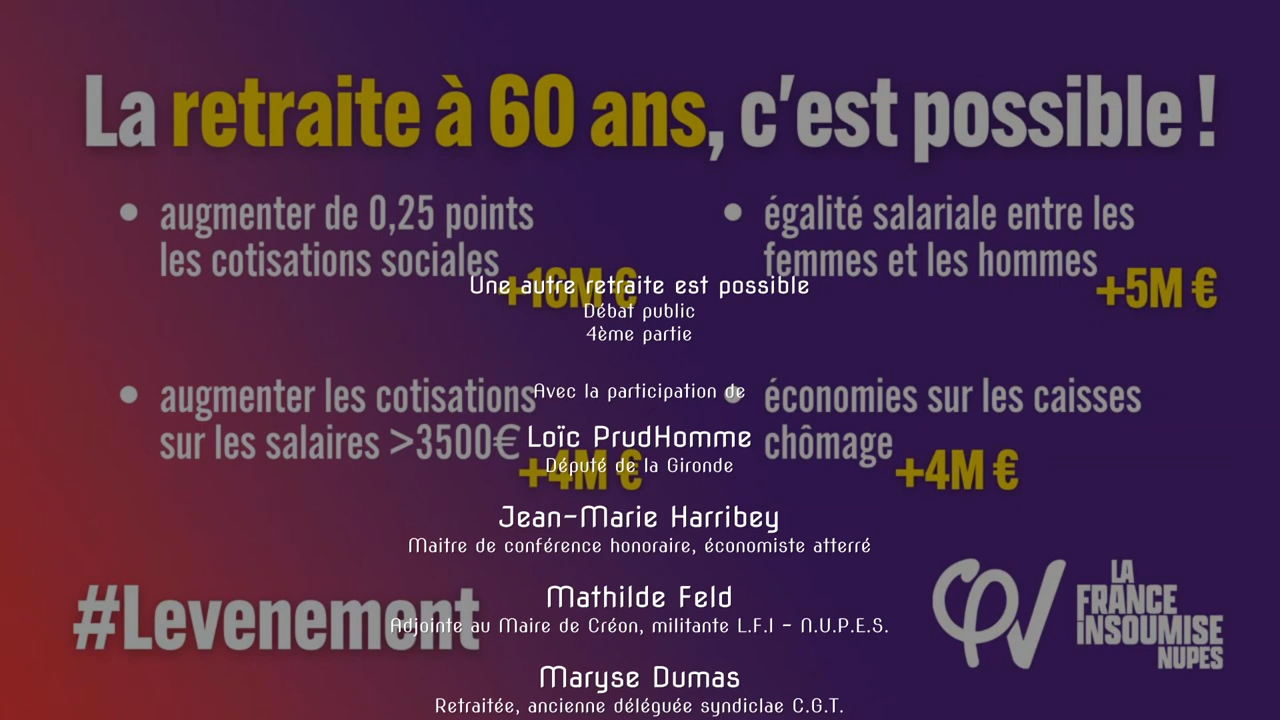 La retraite à 60 ans, c'est possible !
• augmenter de 0,25 points
les cotisations sociales
+16M €
• égalité salariale entre les
femmes et les hommes
+5M €
• augmenter les cotisations
sur les salaires >3500€
+4M €
• économies sur les caisses
chômage
+4M €
#Levenement
LA
FRANCE
INSOUMISE
NUPES
Une autre retraite est possible
Débat public
4ème partie
Avec la participation de
Loïc PrudHomme
Député de la Gironde
Jean-Marie Harribey
Maitre de conférence honoraire, économiste atterré
Mathilde Feld
Adjointe au Maire de Créon, militante L.F.I - N.U.P.E.S.
Maryse Dumas
Retraitée, ancienne déléguée syndiclae C.G.T.